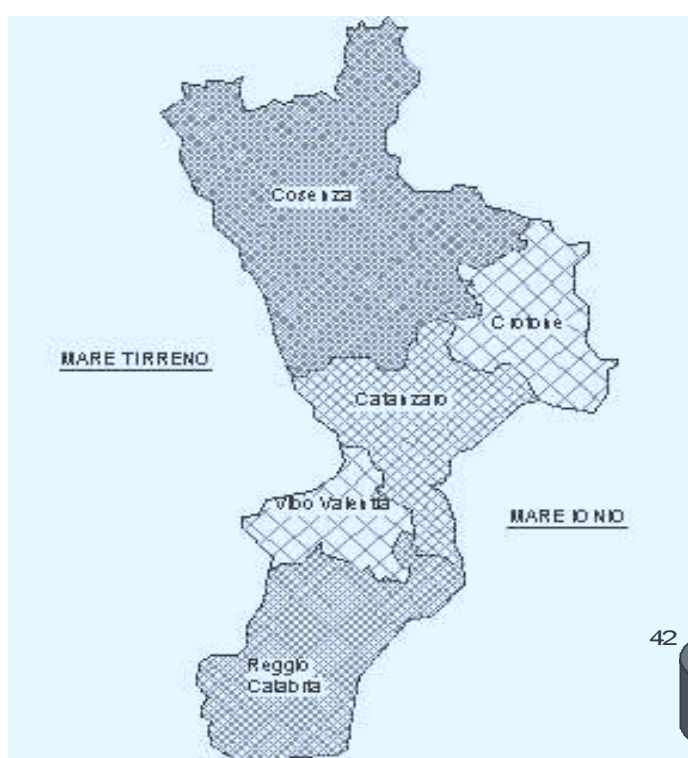 Cosenza
Crotone
MARE TIRRENO
Catanzaro
Vibo Valentia
MARE IONIO
42
Reggio
Calabria